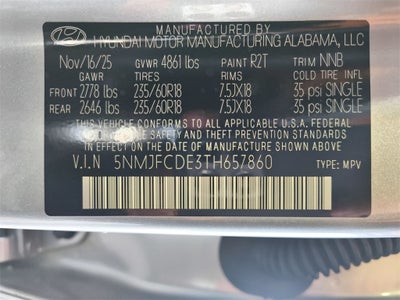 MANUFACTURED BY
HYUNDAI MOTOR MANUFACTURING ALABAMA, LLC
Nov/16/25 GVWR 4861 lbs PAINT R2T TRIM NNB
GAWR TIRES RIMS COLD TIRE INFL
FRONT 2778 lbs 235/60R18 7.5JX18 35 psi SINGLE
REAR 2646 lbs 235/60R18 7.5JX18 35 psi SINGLE
THIS VEHICLE CONFORMS TO ALL APPLICABLE U.S.A FEDERAL
MOTOR VEHICLE SAFETY AND THEFT PREVENTION STANDARDS
IN EFFECT ON THE DATE OF MANUFACTURE SHOWN ABOVE.
V.I.N 5NMJFCDE3TH657860 TYPE: MPV